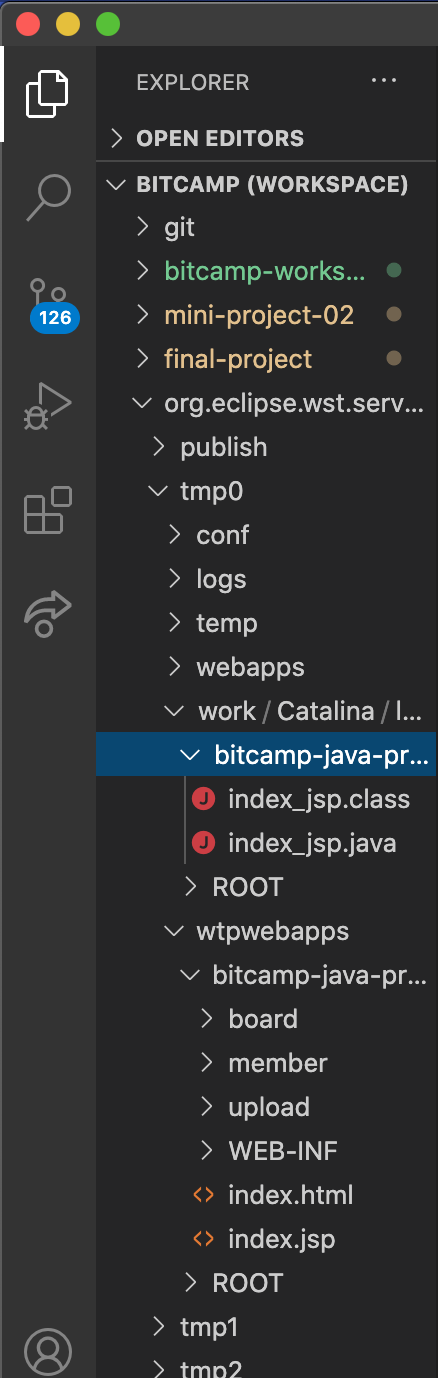 EXPLORER ...
OPEN EDITORS
BITCAMP (WORKSPACE)
git
bitcamp-works...
126
mini-project-02
final-project
org.eclipse.wst.serv...
publish
tmp0
conf
logs
temp
webapps
work / Catalina / l...
bitcamp-java-pr...
J index_jsp.class
J index_jsp.java
ROOT
wtpwebapps
bitcamp-java-pr...
board
member
upload
WEB-INF
<> index.html
<> index.jsp
ROOT
tmp1
tmp2